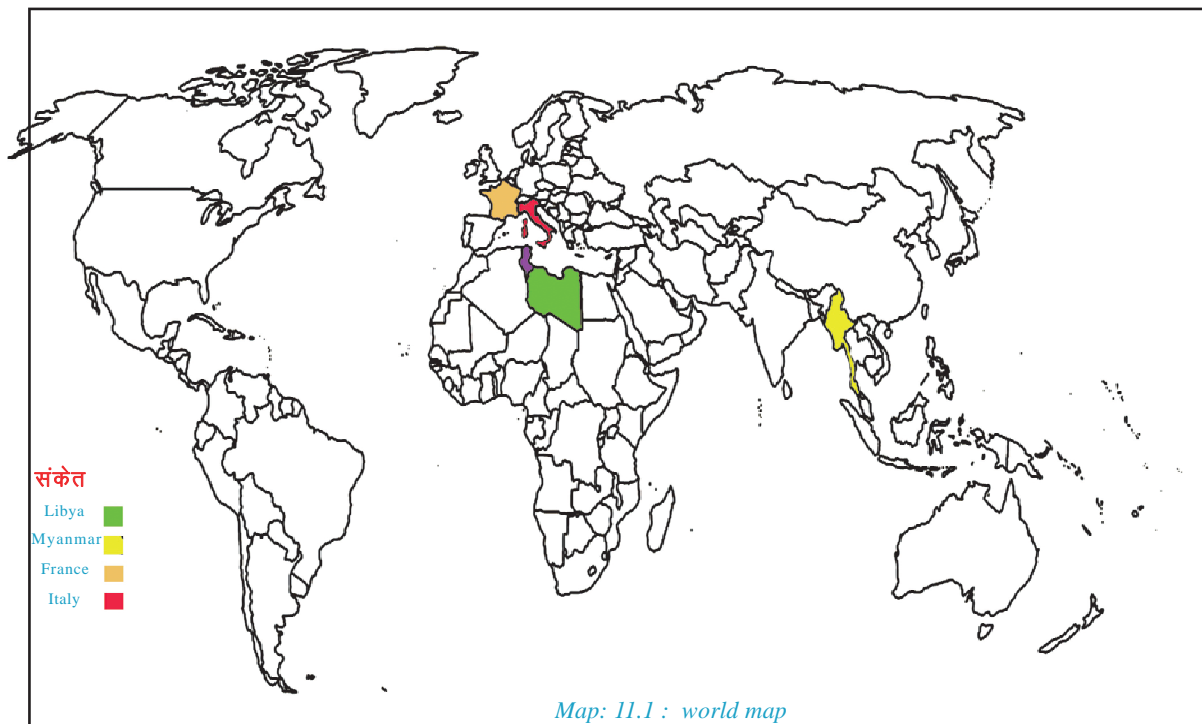 संकेत
Libya
Myanmar
France
Italy
Map: 11.1 : world map